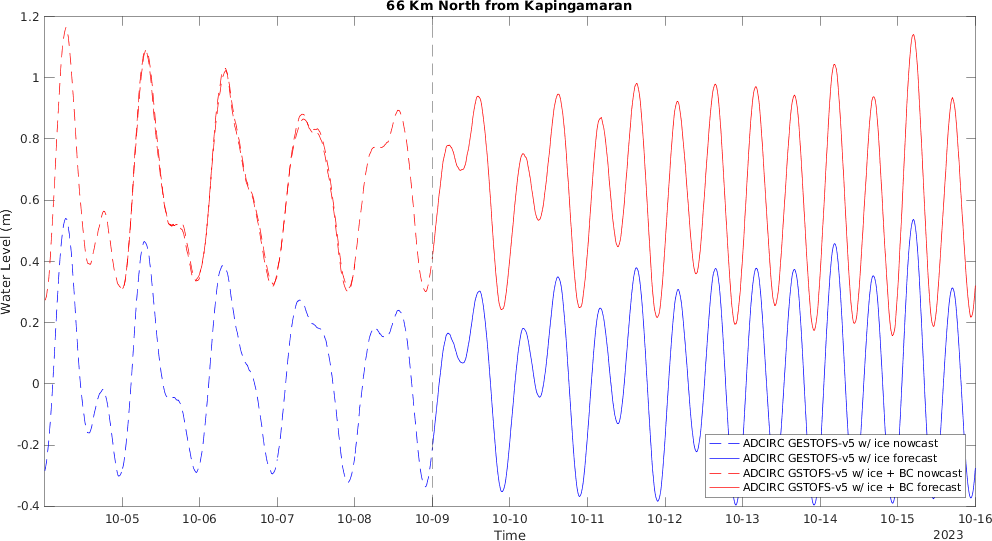 66 Km North from Kapingamaran
Water Level (m)
1.2
1
0.8
0.6
0.4
0.2
0
-0.2
-0.4
10-05 10-06 10-07 10-08 10-09 10-10 10-11 10-12 10-13 10-14 10-15 10-16
Time
2023
ADCIRC GESTOFS-v5 w/ ice nowcast
ADCIRC GESTOFS-v5 w/ ice forecast
ADCIRC GSTOFS-v5 w/ ice + BC nowcast
ADCIRC GSTOFS-v5 w/ ice + BC forecast